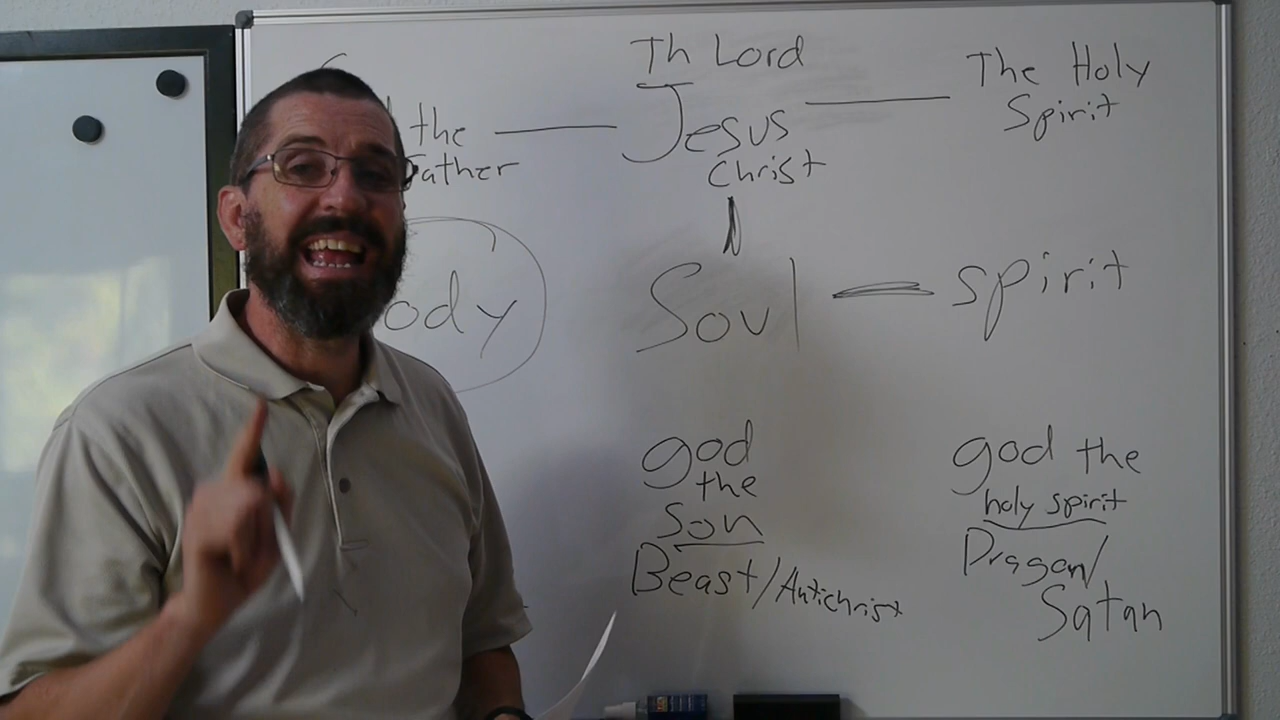 Th Lord
Jesus
Christ
the
Father
The Holy
Spirit
ody
Soul
spirit
god
the
son
Beast/Antichrist
god the
holy spirit
Dragon/
Satan